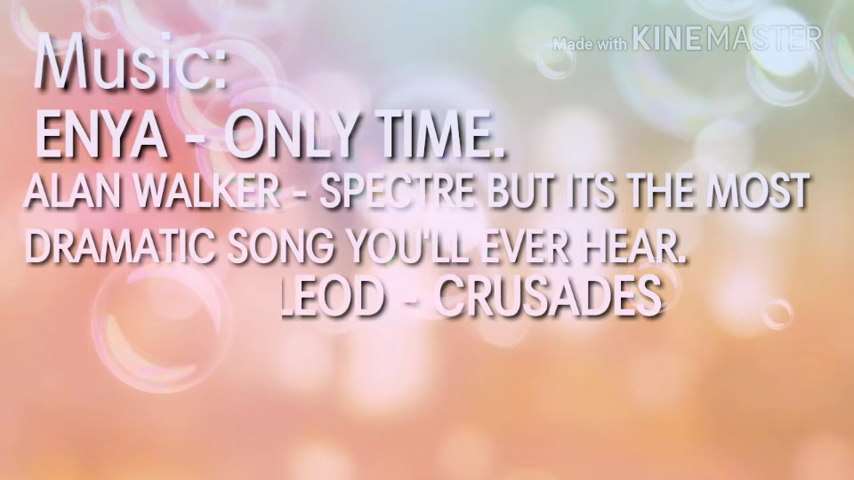 Made with KINEMASTER
Music:
ENYA - ONLY TIME.
ALAN WALKER - SPECTRE BUT ITS THE MOST
DRAMATIC SONG YOU'LL EVER HEAR.
LEOD - CRUSADES